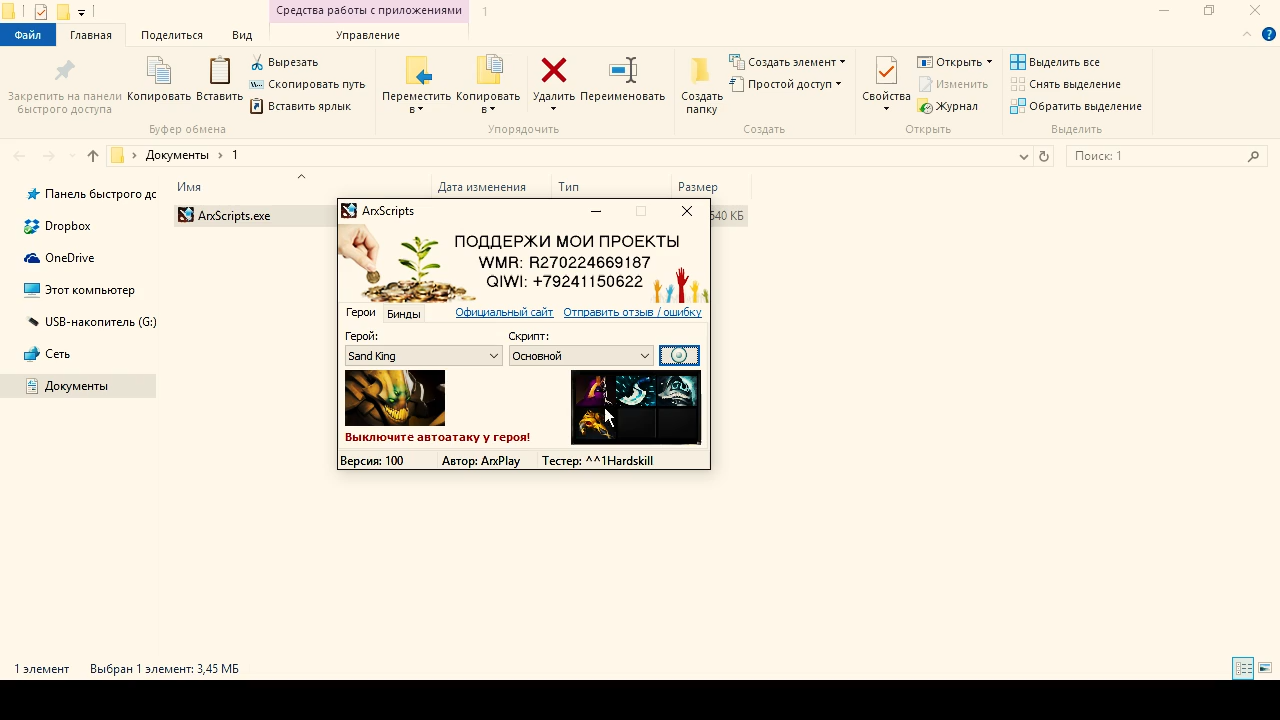 Средства работы с приложениями
1
Файл
Главная
Поделиться
Вид
Управление
Закрепить на панели быстрого доступа
Копировать
Вставить
Вырезать
Скопировать путь
Вставить ярлык
Переместить в
Копировать в
Удалить
Переименовать
Создать папку
Создать элемент
Простой доступ
Свойства
Открыть
Изменить
Журнал
Выделить все
Снять выделение
Обратить выделение
Буфер обмена
Упорядочить
Создать
Открыть
Выделить
Документы
1
Поиск: 1
Имя
Дата изменения
Тип
Размер
Панель быстрого дс
Dropbox
OneDrive
Этот компьютер
USB-накопитель (G:)
Сеть
Документы
ArxScripts.exe
540 КБ
ArxScripts
ПОДДЕРЖИ МОИ ПРОЕКТЫ
WMR: R270224669187
QIWI: +79241150622
Герои
Бинды
Официальный сайт
Отправить отзыв / ошибку
Герой:
Скрипт:
Sand King
Основной
Выключите автоатаку у героя!
Версия: 100
Автор: ArxPlay
Тестер: ^^1Hardskill
1 элемент
Выбран 1 элемент: 3,45 МБ